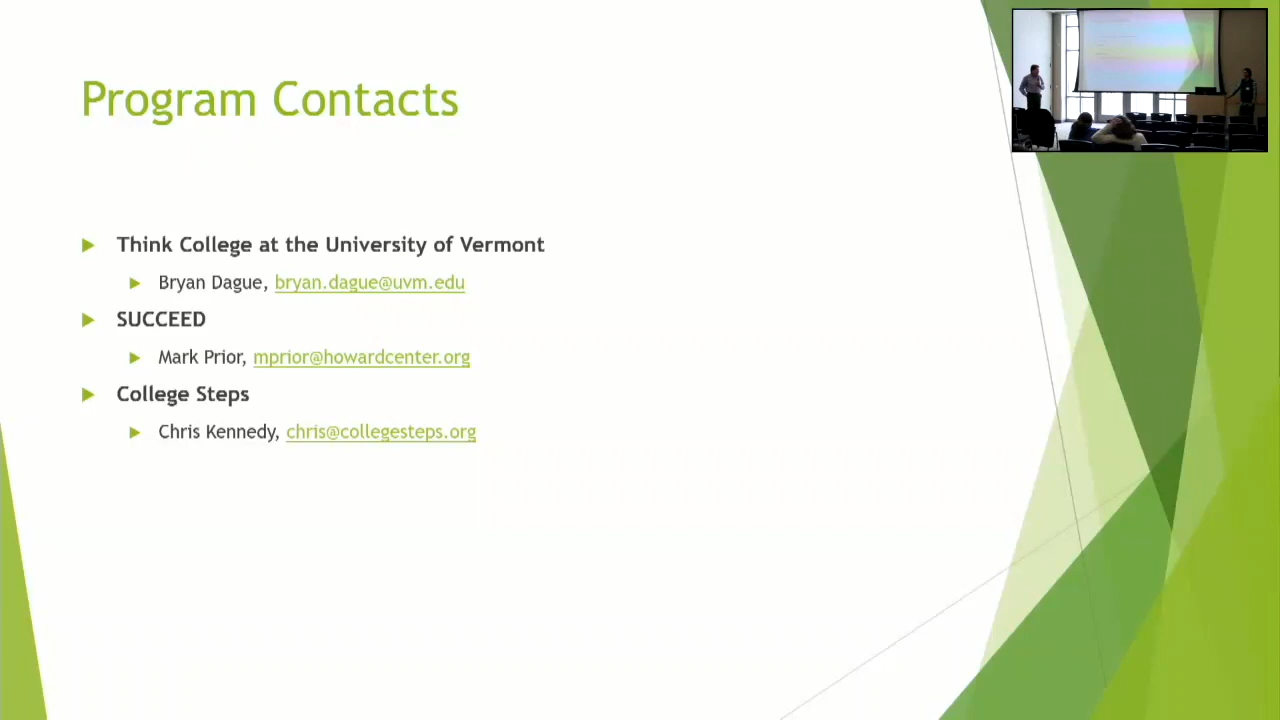 Program Contacts
Think College at the University of Vermont
Bryan Dague, bryan.dague@uvm.edu
SUCCEED
Mark Prior, mprior@howardcenter.org
College Steps
Chris Kennedy, chris@collegesteps.org